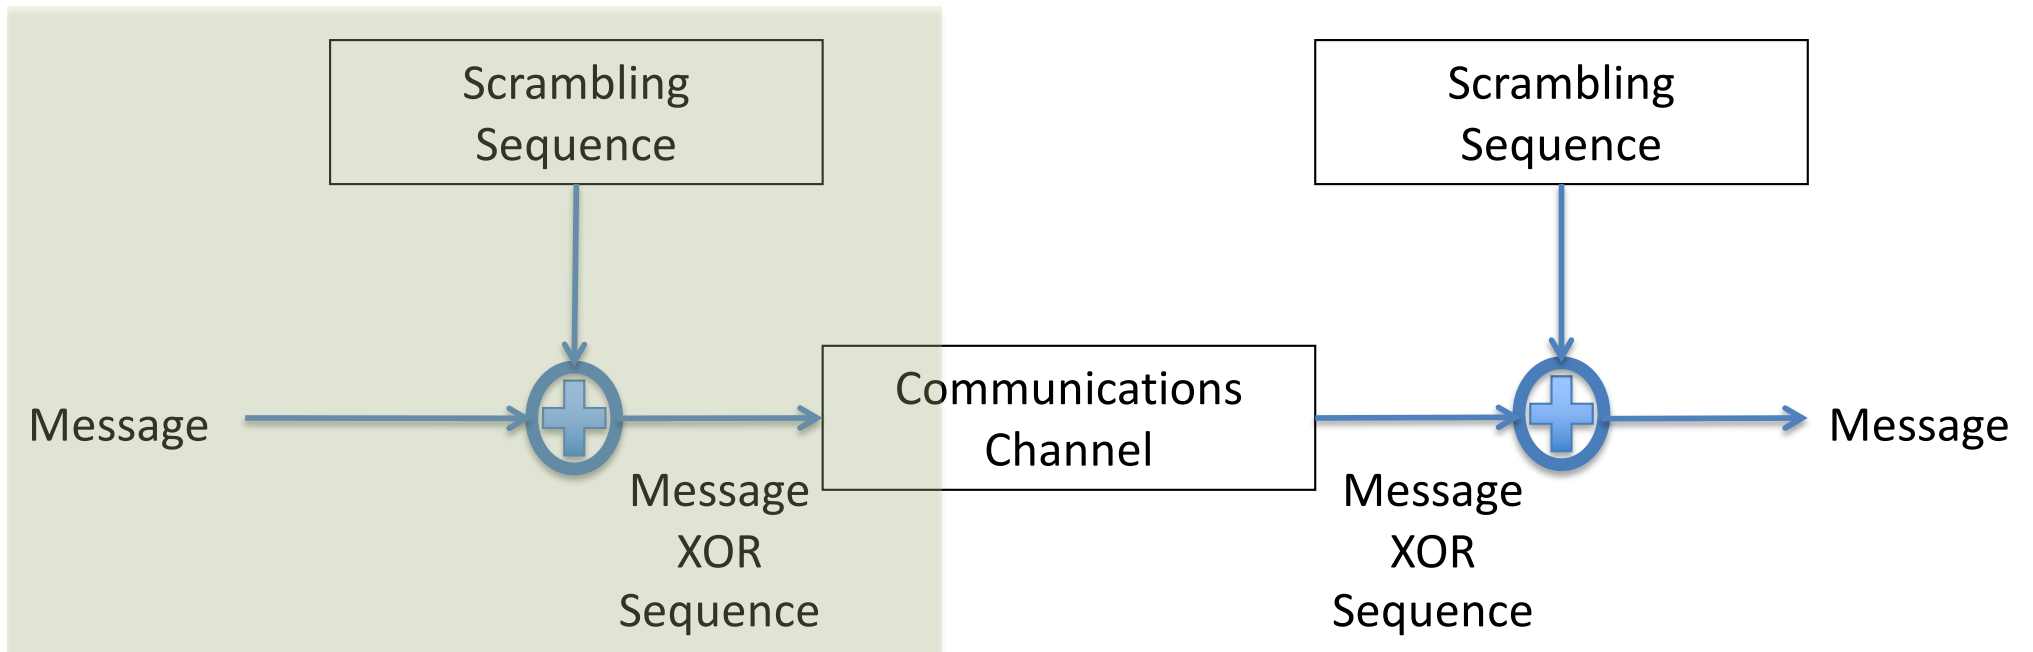 Scrambling
Sequence
Scrambling
Sequence
Message
Communications
Channel
Message
Message
XOR
Sequence
Message
XOR
Sequence